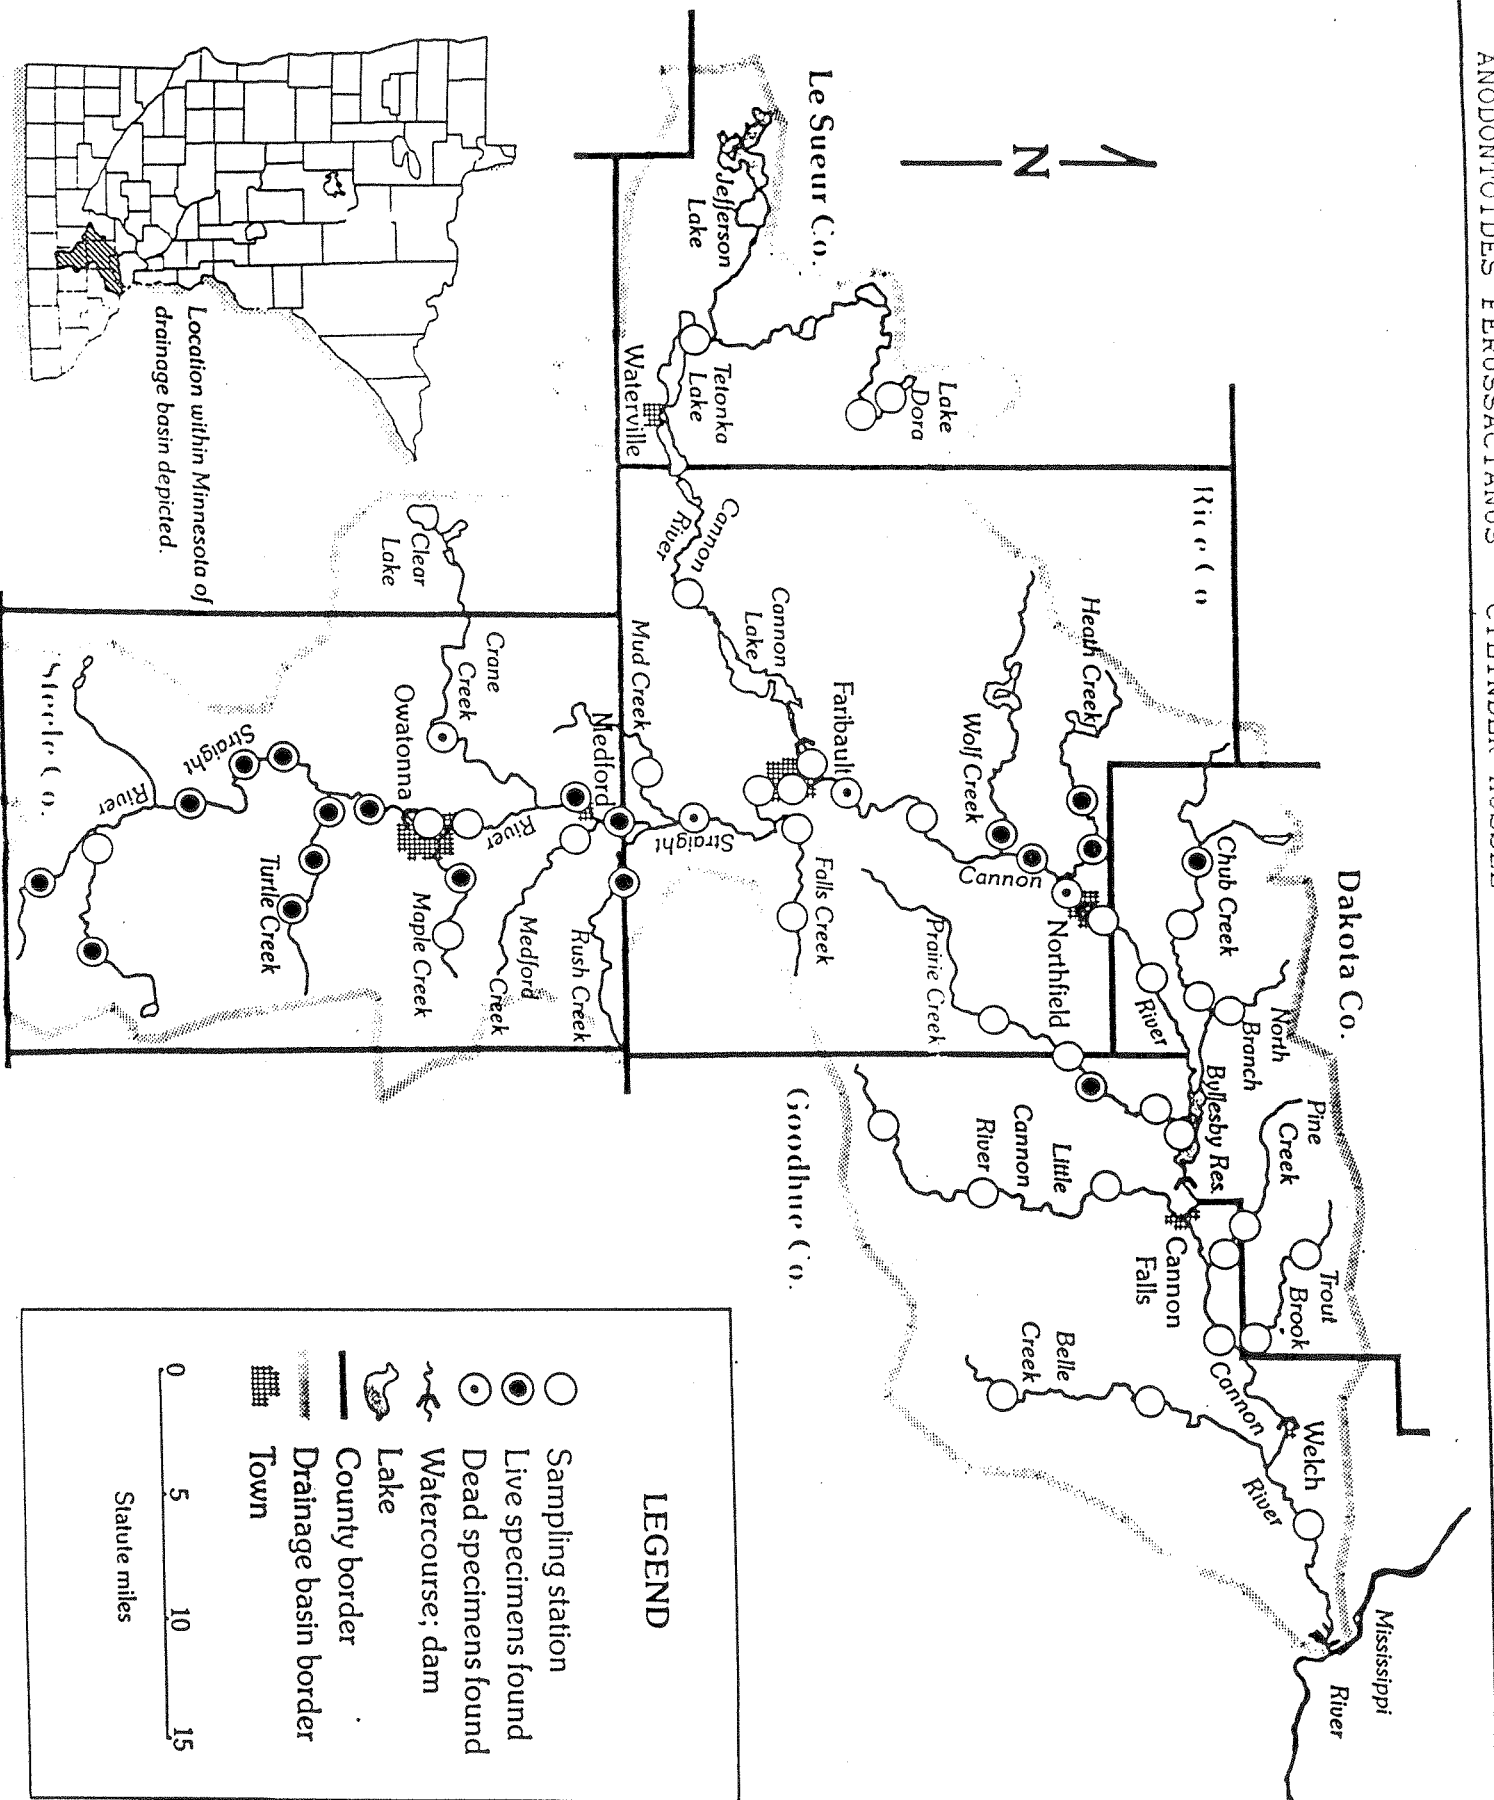 ANODONTOIDES FERUSSACIANUS CYLINDER MUSSEL
N
Le Sueur Co.
Jefferson
Lake
Tetonka
Lake
Waterville
Lake
Dora
Rice Co
Cannon
River
Cannon
Lake
Faribault
Heath Creek
Wolf Creek
Cannon
Northfield
Prairie Creek
Falls Creek
Straight
Mud Creek
Dakota Co.
Chub Creek
North
Branch
River
Byllesby Res.
Pine
Creek
Trout
Brook
Little
Cannon
River
Cannon
Falls
Belle
Creek
Cannon
River
Welch
Mississippi
River
Goodhue Co.
Clear
Lake
Crane
Creek
Medford
Owatonna
River
Medford
Creek
Rush Creek
Maple Creek
Turtle Creek
Straight
River
Steele Co.
Location within Minnesota of
drainage basin depicted.
LEGEND
Sampling station
Live specimens found
Dead specimens found
Watercourse; dam
Lake
County border
Drainage basin border
Town
0 5 10 15
Statute miles